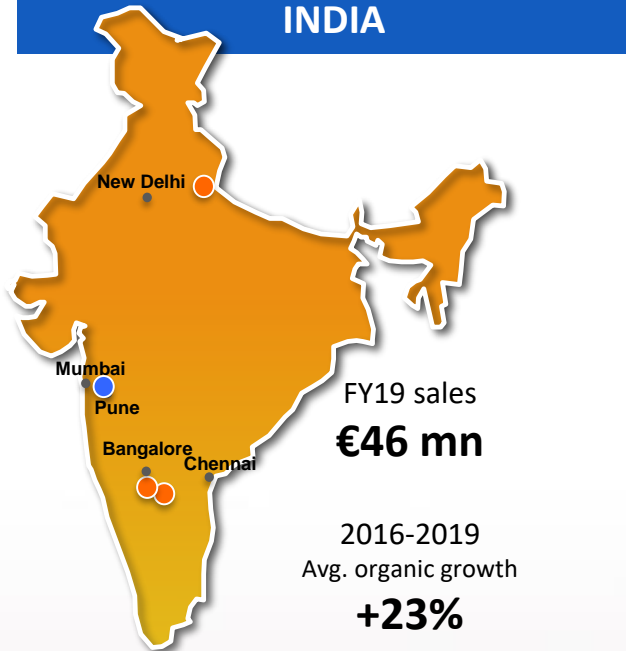 INDIA
New Delhi
Mumbai
Pune
Bangalore
Chennai
FY19 sales
€46 mn
2016-2019
Avg. organic growth
+23%